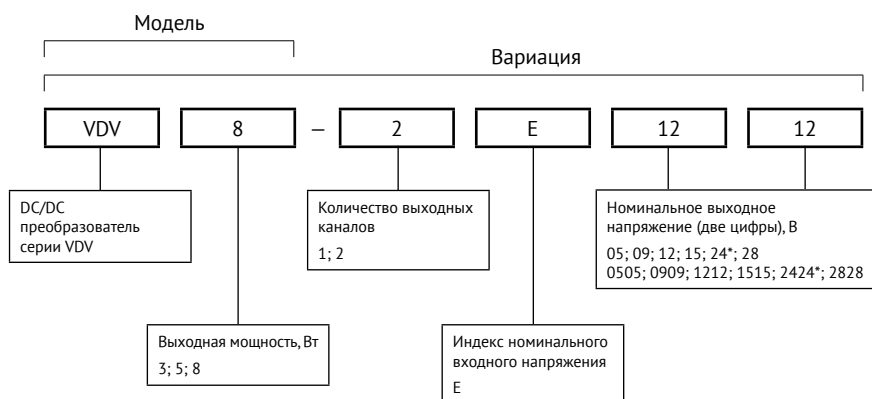 Модель
Вариация
VDV 8 – 2 E 12 12
DC/DC
преобразователь
серии VDV
Количество выходных
каналов
1; 2
Номинальное выходное
напряжение (две цифры), В
05; 09; 12; 15; 24*; 28
0505; 0909; 1212; 1515; 2424*; 2828
Выходная мощность, Вт
3; 5; 8
Индекс номинального
входного напряжения
E